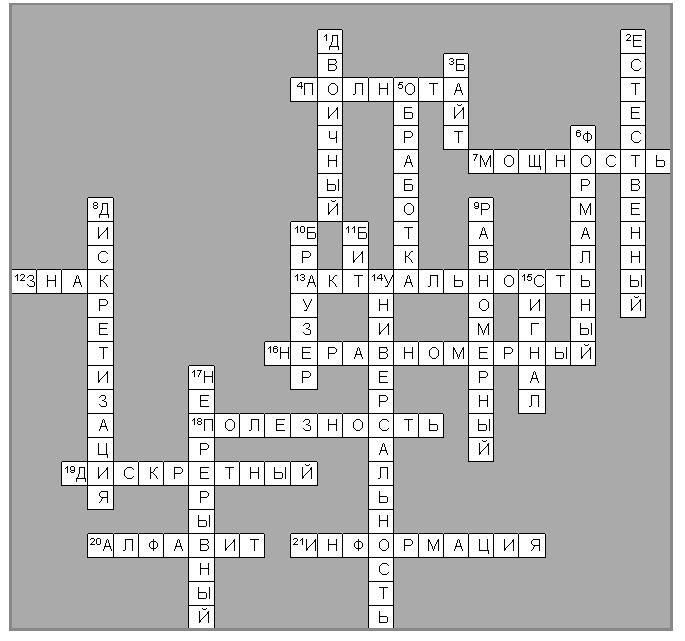 1ДВОИЧНЫЙ
2ЕСТЕСТВЕННЫЙ
3БАЙТ
4ПОЛНОТА
5ОБРАБОТКА
6ФОРМАЛЬНЫЙ
7МОЩНОСТЬ
8ДИСКРЕТИЗАЦИЯ
9РАВНОМЕРНЫЙ
10БРАУЗЕР
11БИТ
12ЗНАК
13АКТУАЛЬНОСТЬ
14УНИВЕРСАЛЬНОСТЬ
15СИГНАЛ
16НЕРАВНОМЕРНЫЙ
17НЕПРЕРЫВНЫЙ
18ПОЛЕЗНОСТЬ
19ДИСКРЕТНЫЙ
20АЛФАВИТ
21ИНФОРМАЦИЯ